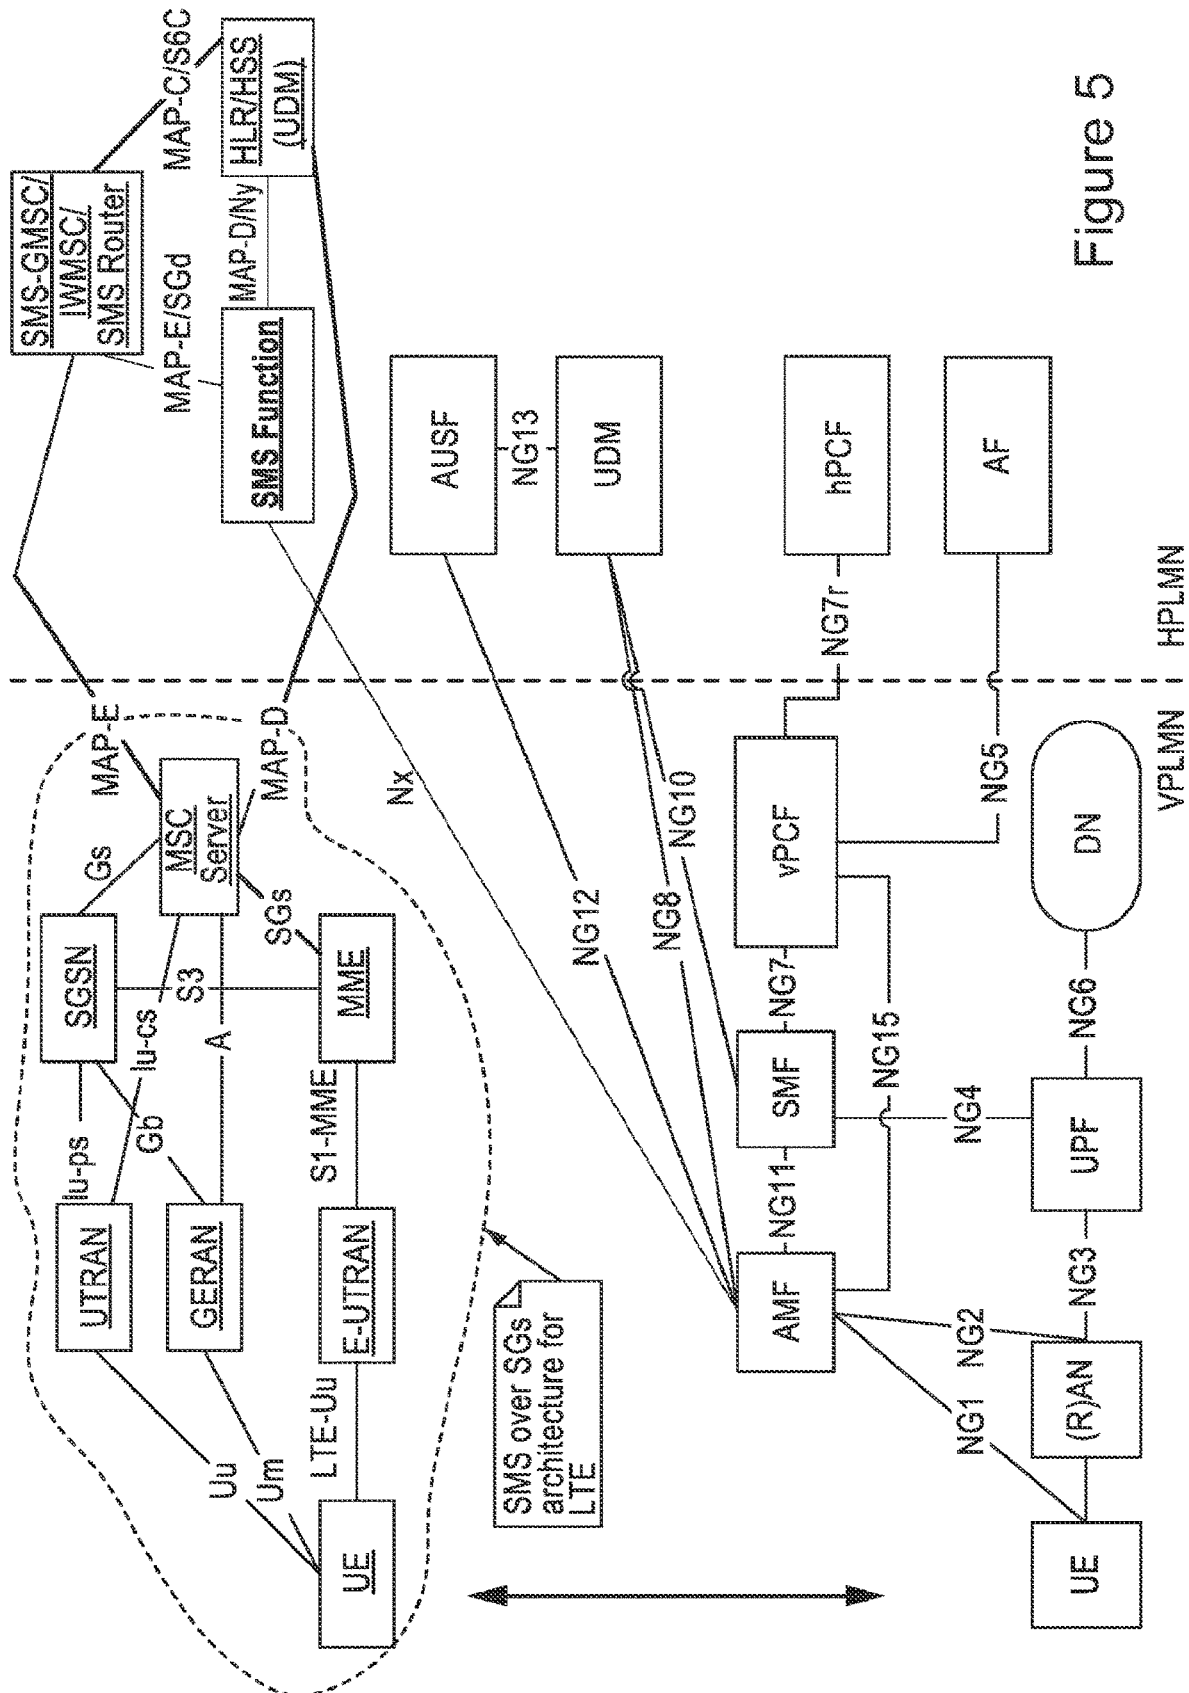 SMS-GMSC/
IWMSC/
SMS Router
MAP-C/S6C
HLR/HSS
(UDM)
MAP-E/SGd
MAP-D/Ny
SMS Function
MAP-E
MAP-D
Gs
MSC
Server
SGs
SGSN
S3
MME
Iu-ps
Iu-cs
Gb
A
S1-MME
UTRAN
GERAN
E-UTRAN
Uu
Um
LTE-Uu
UE
SMS over SGs
architecture for
LTE
Nx
AUSF
NG13
UDM
NG12
NG8
NG10
hPCF
NG7r
AF
NG5
vPCF
NG7
SMF
NG11
AMF
NG15
NG4
DN
NG6
UPF
NG3
NG2
NG1
(R)AN
UE
VPLMN
HPLMN
Figure 5